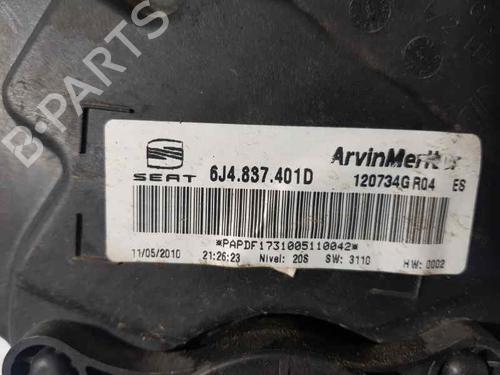 B-PARTS
SEAT 6J4.837.401D ArvinMeritor
120734G R04 ES
*PAPDF1731005110042*
11/05/2010 21:26:23 Nivel: 20S SW: 3110 HW: 0002